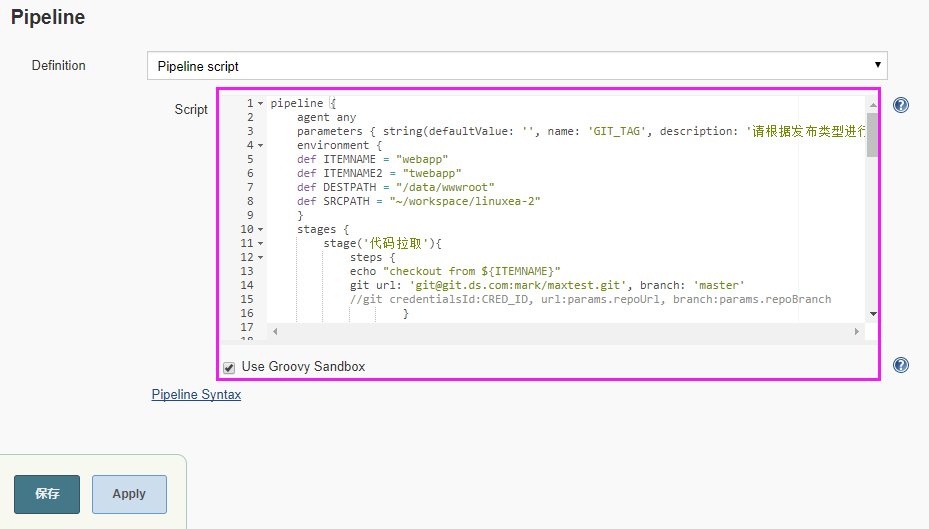 Pipeline
Definition
Pipeline script
Script
1 pipeline {
2 agent any
3 parameters { string(defaultValue: '', name: 'GIT_TAG', description: '请根据发布类型进行
4 environment {
5 def ITEMNAME = "webapp"
6 def ITEMNAME2 = "twebapp"
7 def DESTPATH = "/data/wwwroot"
8 def SRCPATH = "~/workspace/linuxea-2"
9 }
10 stages {
11 stage('代码拉取'){
12 steps {
13 echo "checkout from ${ITEMNAME}"
14 git url: 'git@git.ds.com:mark/maxtest.git', branch: 'master'
15 //git credentialsId:CRED_ID, url:params.repoUrl, branch:params.repoBranch
16 }
17
18
Use Groovy Sandbox
Pipeline Syntax
保存
Apply